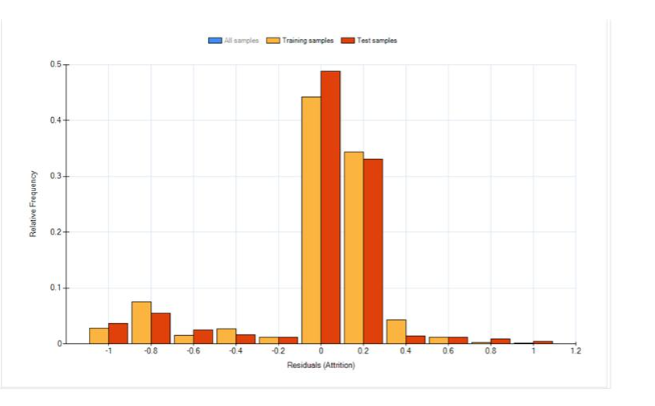 All samples Training samples Test samples
0.5
0.4
0.3
0.2
0.1
0
Relative Frequency
-1 -0.8 -0.6 -0.4 -0.2 0 0.2 0.4 0.6 0.8 1 1.2
Residuals (Attrition)